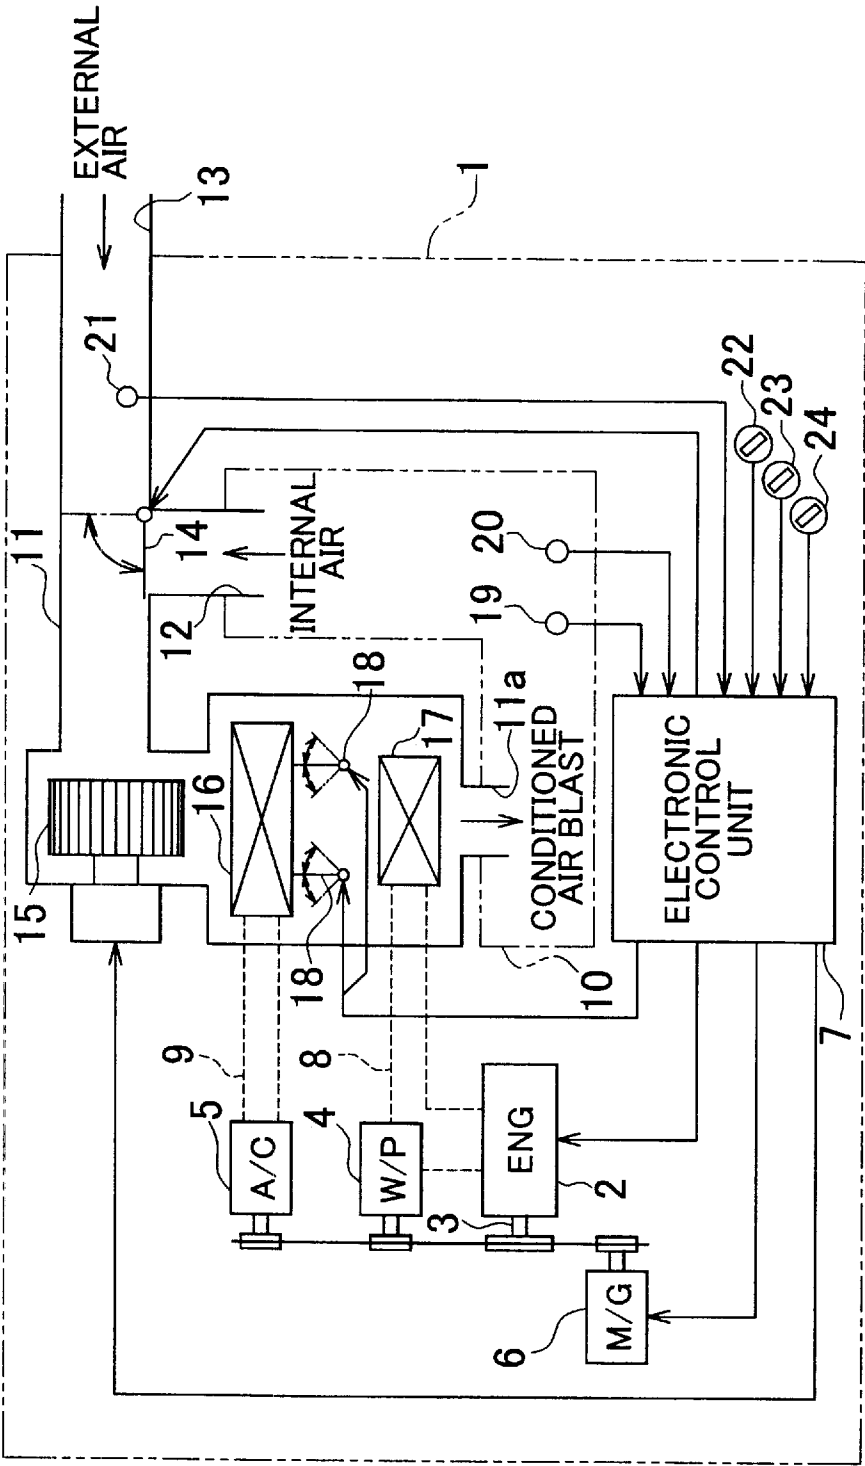 EXTERNAL
AIR
15
11
21
13
9
12
14
5
16
A/C
INTERNAL
AIR
18
8
4
18
W/P
17
3
1
19
20
6
ENG
11a
CONDITIONED
AIR BLAST
10
2
M/G
ELECTRONIC
CONTROL
UNIT
22
23
24
7